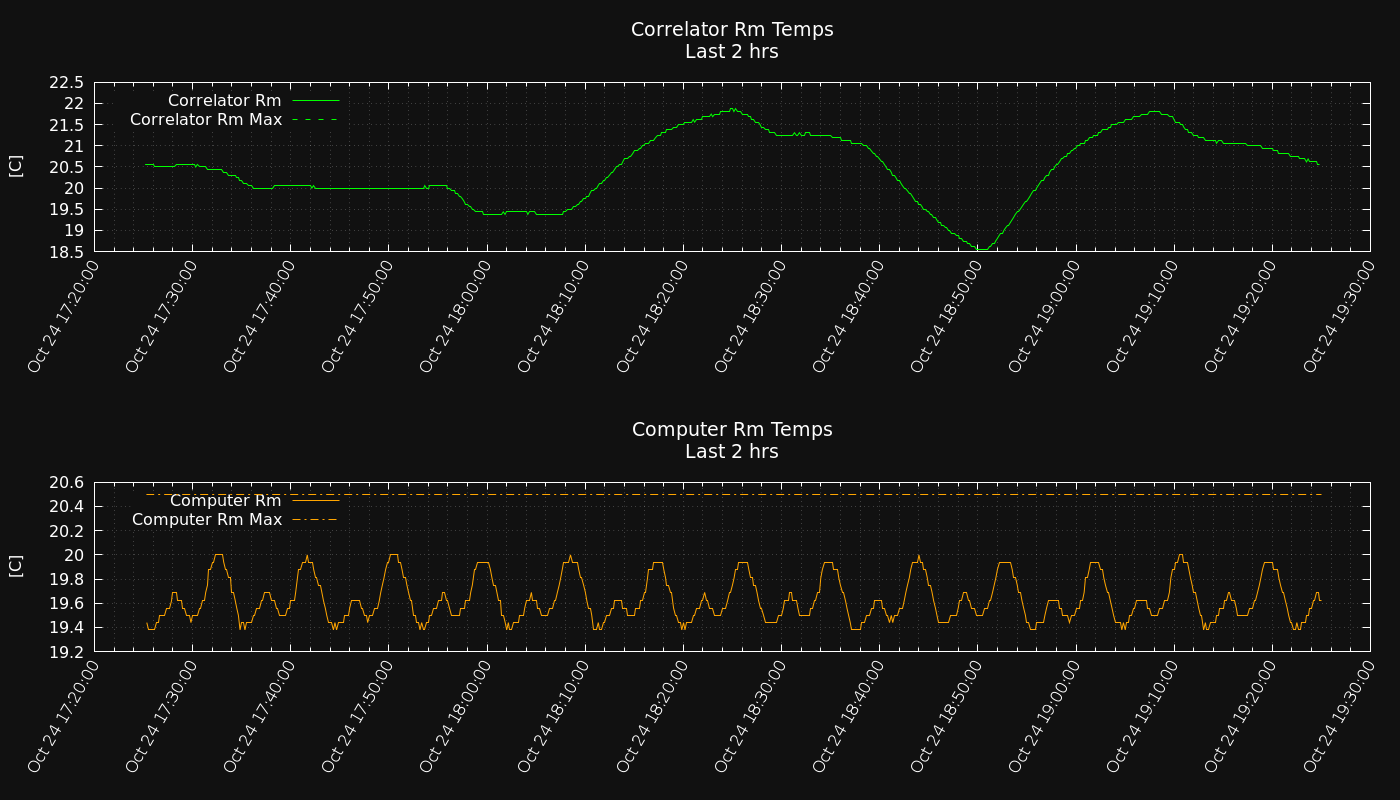 Correlator Rm Temps
Last 2 hrs
22.5
22
21.5
21
20.5
20
19.5
19
18.5
[C]
Correlator Rm
Correlator Rm Max
Oct 24 17:20:00
Oct 24 17:30:00
Oct 24 17:40:00
Oct 24 17:50:00
Oct 24 18:00:00
Oct 24 18:10:00
Oct 24 18:20:00
Oct 24 18:30:00
Oct 24 18:40:00
Oct 24 18:50:00
Oct 24 19:00:00
Oct 24 19:10:00
Oct 24 19:20:00
Oct 24 19:30:00
Computer Rm Temps
Last 2 hrs
20.6
20.4
20.2
20
19.8
19.6
19.4
19.2
[C]
Computer Rm
Computer Rm Max
Oct 24 17:20:00
Oct 24 17:30:00
Oct 24 17:40:00
Oct 24 17:50:00
Oct 24 18:00:00
Oct 24 18:10:00
Oct 24 18:20:00
Oct 24 18:30:00
Oct 24 18:40:00
Oct 24 18:50:00
Oct 24 19:00:00
Oct 24 19:10:00
Oct 24 19:20:00
Oct 24 19:30:00